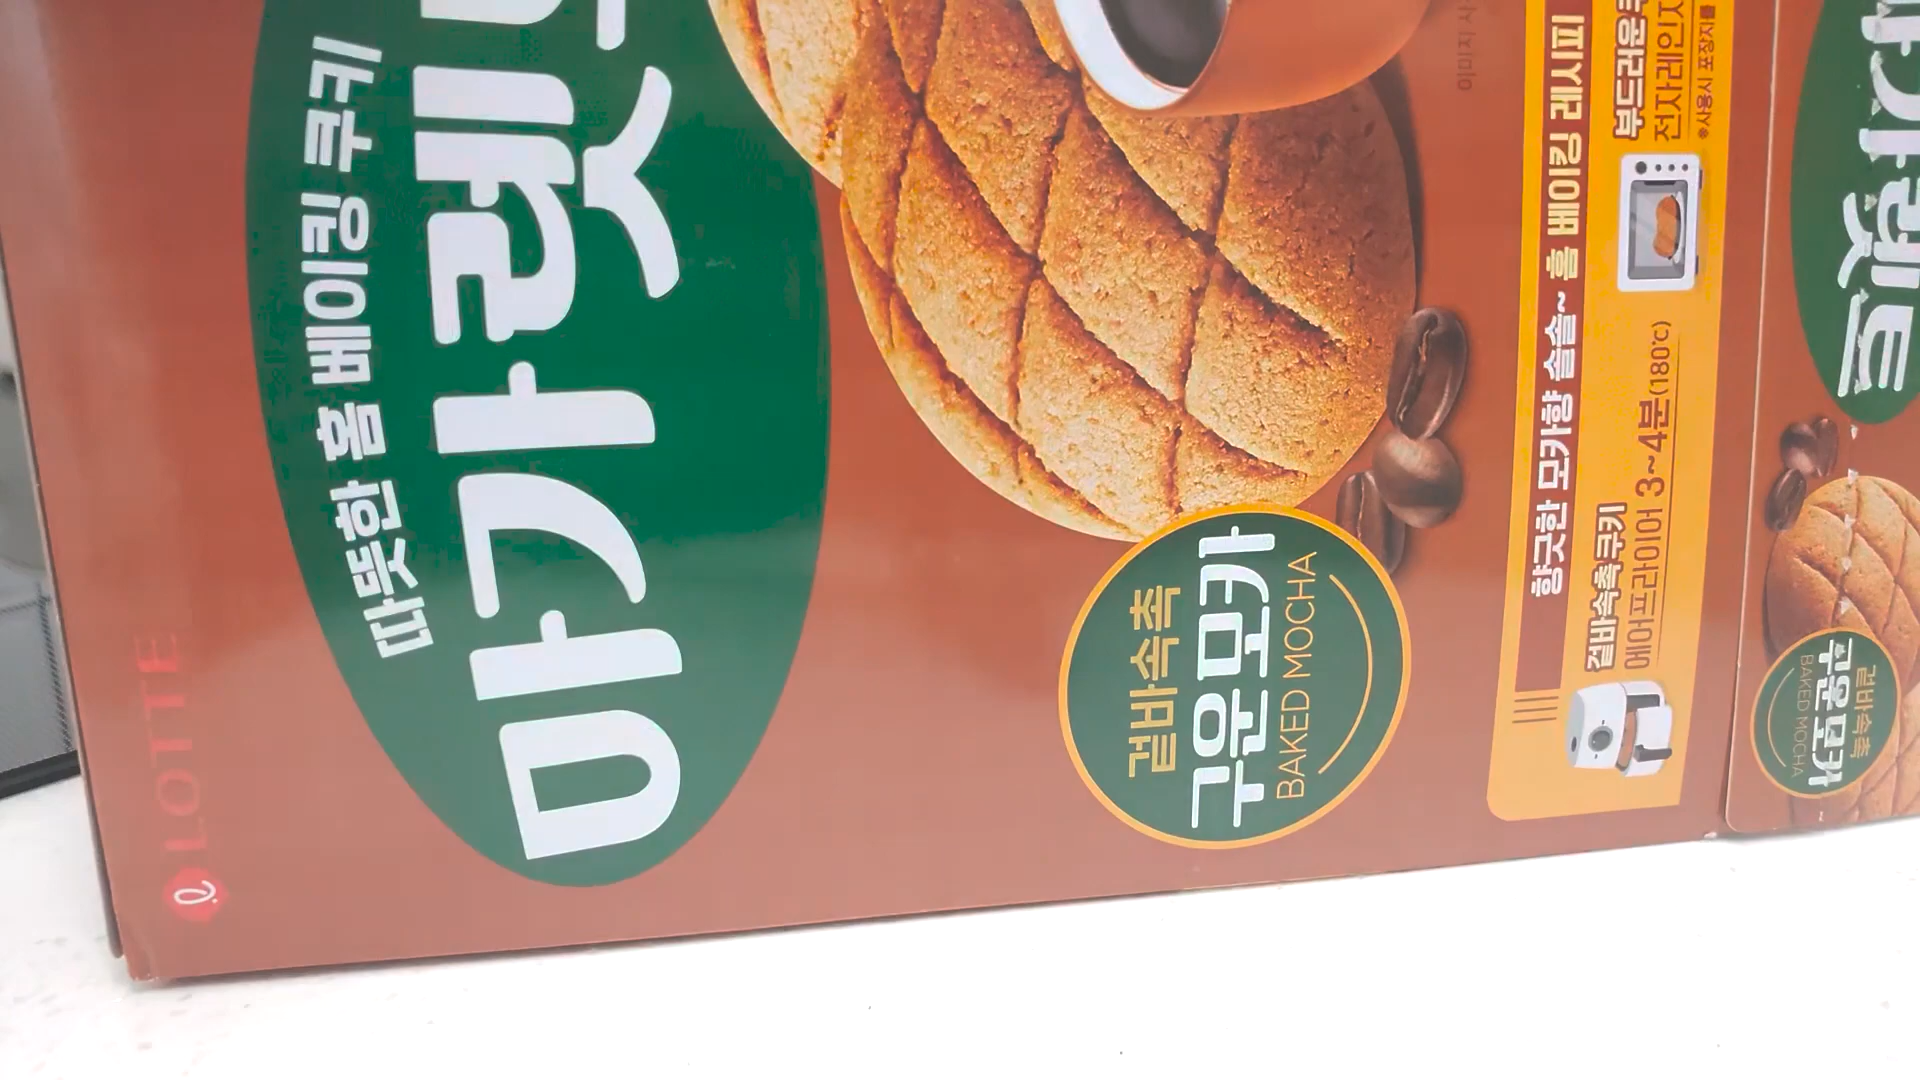 LOTTE
따뜻한 홈 베이킹 쿠키
마가렛
겉바속촉
구운모카
BAKED MOCHA
이미지 사
향긋한 모카향 솔솔~ 홈 베이킹 레시피
겉바속촉쿠키
에어프라이어 3~4분(180℃)
부드러운쿠
전자레인지
※사용시 포장지를
마가렛트
겉바속촉
구운모카
BAKED MOCHA